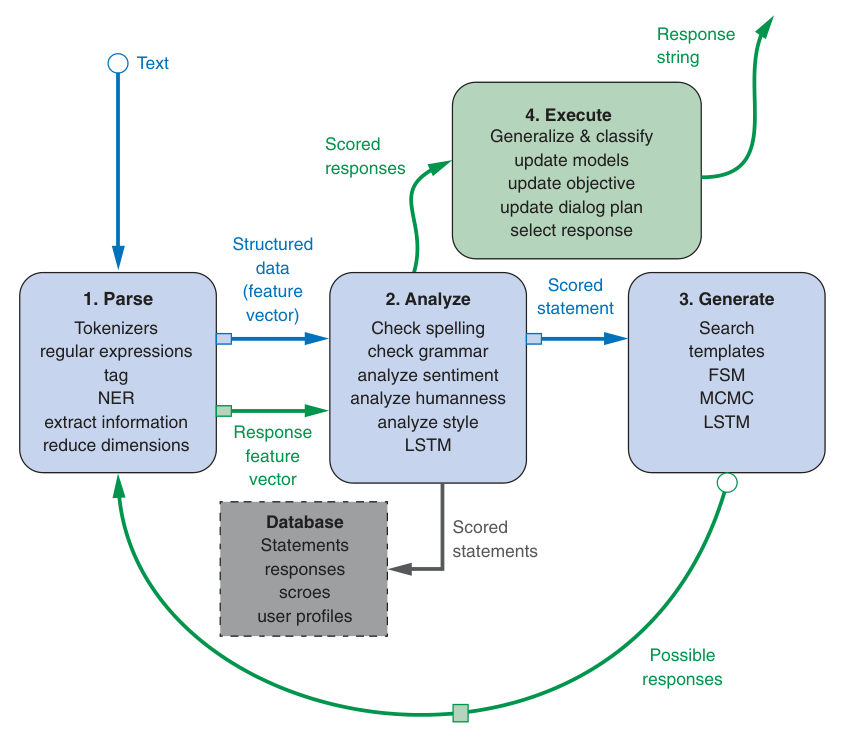 Response
string
Text
4. Execute
Generalize & classify
update models
update objective
update dialog plan
select response
Scored
responses
Structured
data
(feature
vector)
Scored
statement
1. Parse
Tokenizers
regular expressions
tag
NER
extract information
reduce dimensions
2. Analyze
Check spelling
check grammar
analyze sentiment
analyze humanness
analyze style
LSTM
3. Generate
Search
templates
FSM
MCMC
LSTM
Response
feature
vector
Database
Statements
responses
scroes
user profiles
Scored
statements
Possible
responses